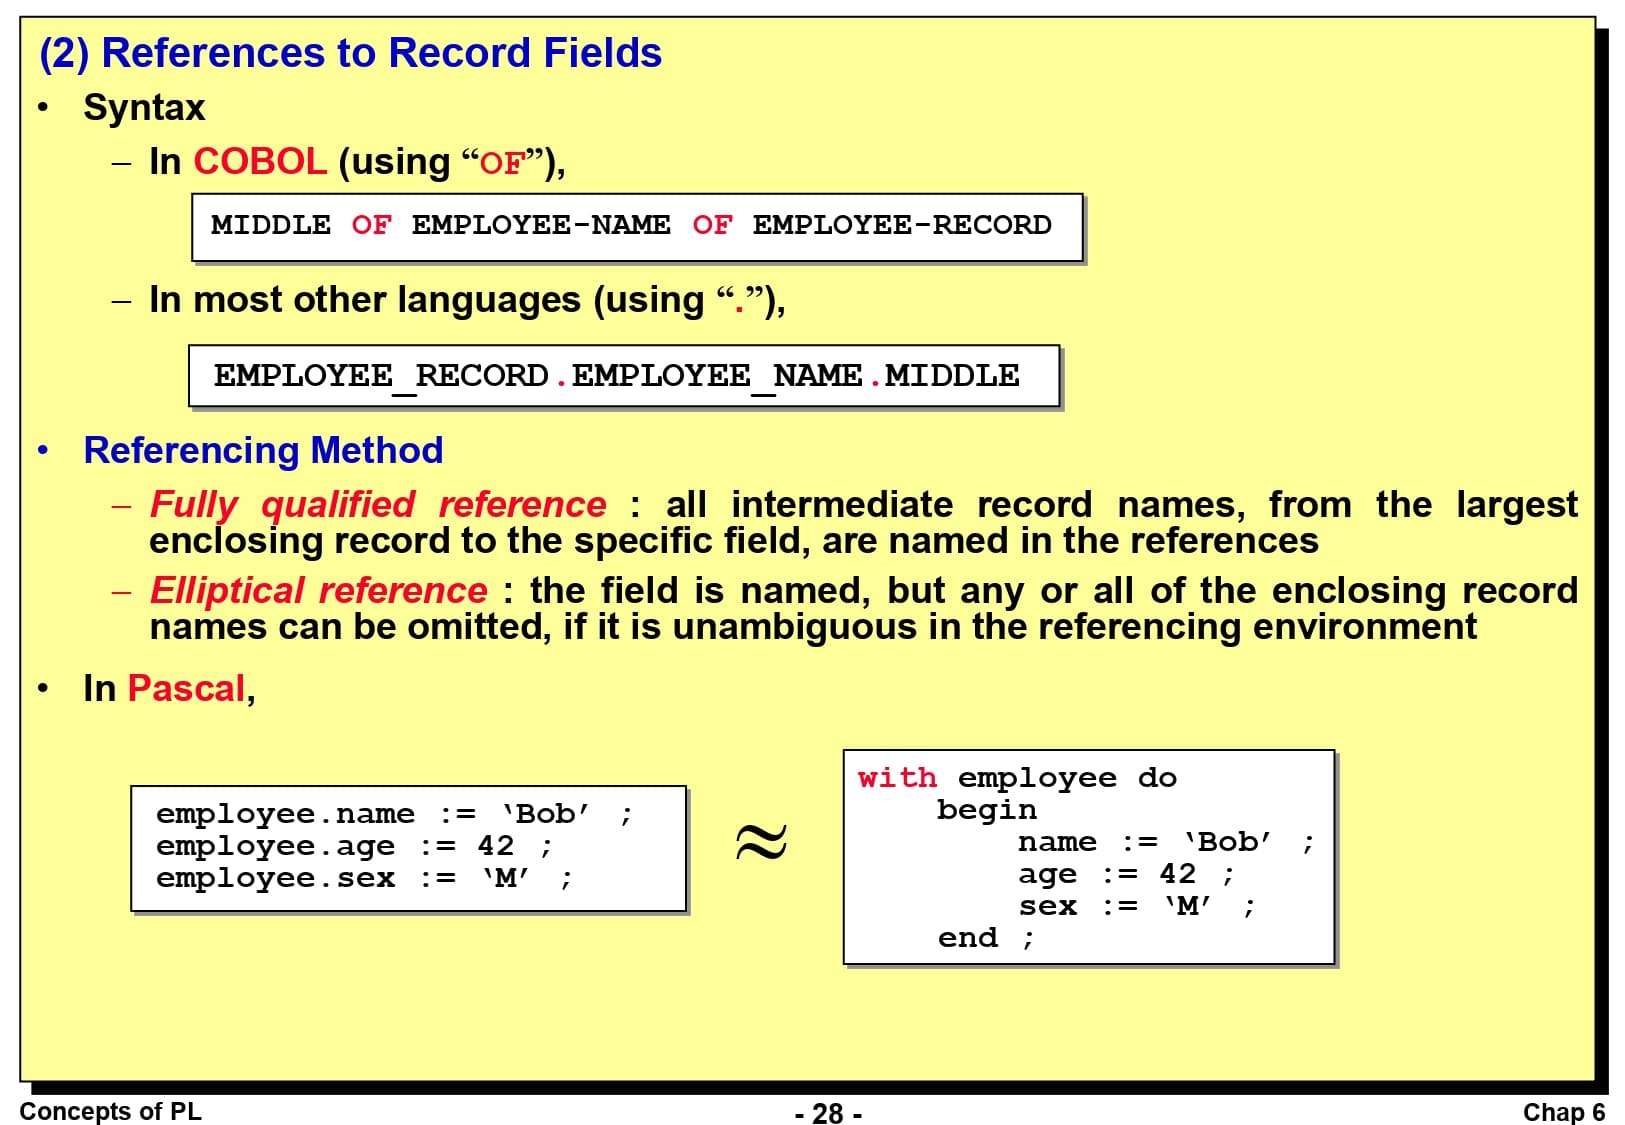 (2) References to Record Fields
• Syntax
– In COBOL (using “OF”),
MIDDLE OF EMPLOYEE-NAME OF EMPLOYEE-RECORD
– In most other languages (using “.”),
EMPLOYEE_RECORD.EMPLOYEE_NAME.MIDDLE
• Referencing Method
– Fully qualified reference : all intermediate record names, from the largest
enclosing record to the specific field, are named in the references
– Elliptical reference : the field is named, but any or all of the enclosing record
names can be omitted, if it is unambiguous in the referencing environment
• In Pascal,
employee.name := ‘Bob’ ;
employee.age := 42 ;
employee.sex := ‘M’ ;
≈
with employee do
begin
name := ‘Bob’ ;
age := 42 ;
sex := ‘M’ ;
end ;
Concepts of PL
- 28 -
Chap 6